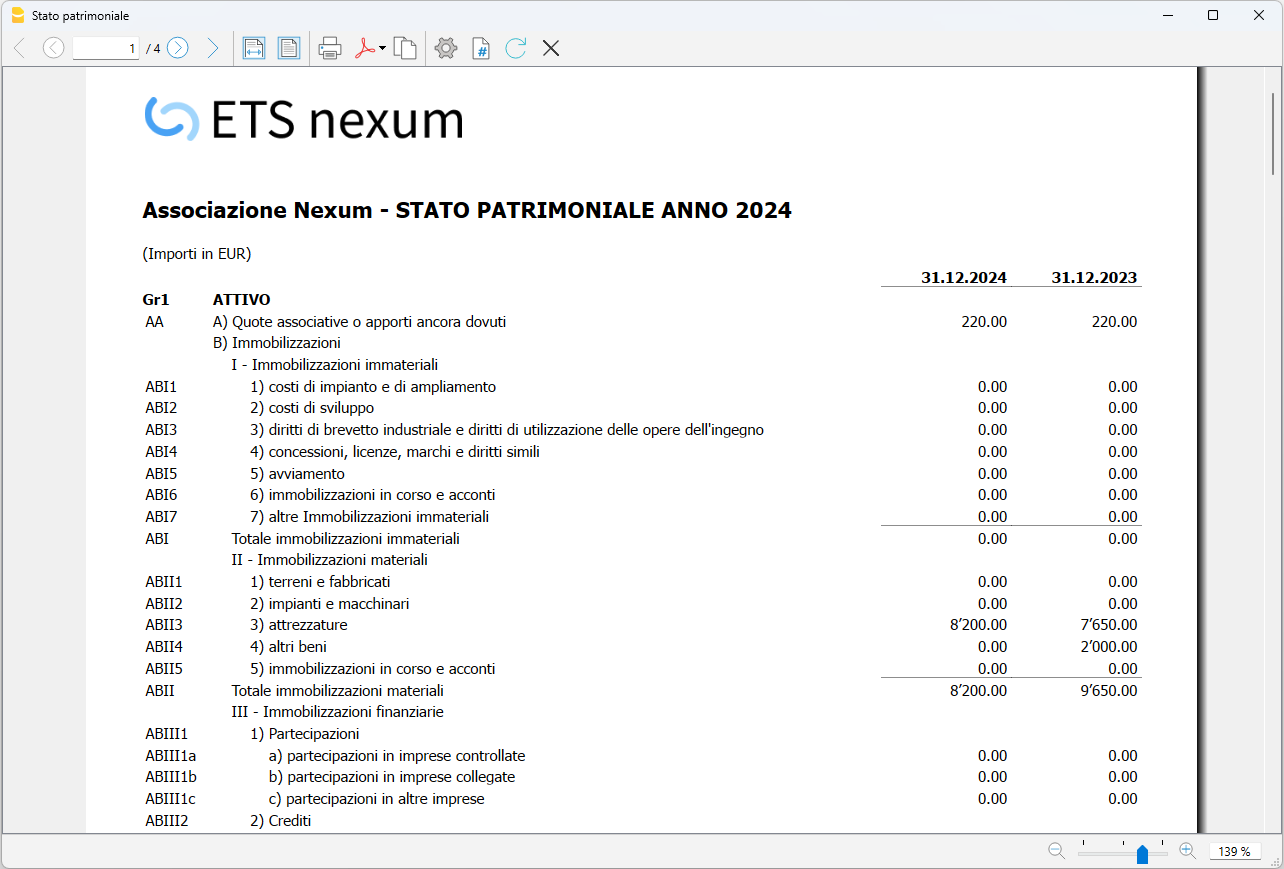 Stato patrimoniale
1 / 4
#
ETS nexum
Associazione Nexum - STATO PATRIMONIALE ANNO 2024
(Importi in EUR)
31.12.2024 31.12.2023
Gr1 ATTIVO
AA A) Quote associative o apporti ancora dovuti 220.00 220.00
B) Immobilizzazioni
I - Immobilizzazioni immateriali
ABI1 1) costi di impianto e di ampliamento 0.00 0.00
ABI2 2) costi di sviluppo 0.00 0.00
ABI3 3) diritti di brevetto industriale e diritti di utilizzazione delle opere dell'ingegno 0.00 0.00
ABI4 4) concessioni, licenze, marchi e diritti simili 0.00 0.00
ABI5 5) avviamento 0.00 0.00
ABI6 6) immobilizzazioni in corso e acconti 0.00 0.00
ABI7 7) altre Immobilizzazioni immateriali 0.00 0.00
ABI Totale immobilizzazioni immateriali 0.00 0.00
II - Immobilizzazioni materiali
ABII1 1) terreni e fabbricati 0.00 0.00
ABII2 2) impianti e macchinari 0.00 0.00
ABII3 3) attrezzature 8’200.00 7’650.00
ABII4 4) altri beni 0.00 2’000.00
ABII5 5) immobilizzazioni in corso e acconti 0.00 0.00
ABII Totale immobilizzazioni materiali 8’200.00 9’650.00
III - Immobilizzazioni finanziarie
ABIII1 1) Partecipazioni
ABIII1a a) partecipazioni in imprese controllate 0.00 0.00
ABIII1b b) partecipazioni in imprese collegate 0.00 0.00
ABIII1c c) partecipazioni in altre imprese 0.00 0.00
ABIII2 2) Crediti
139 %